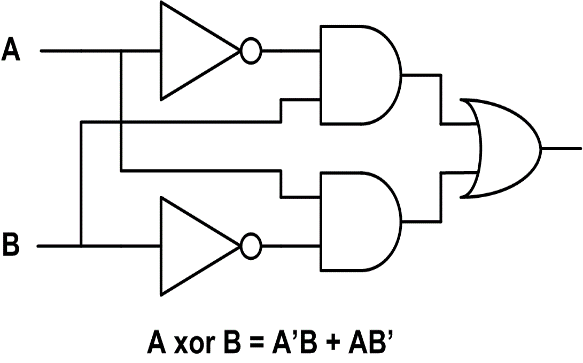 A
B
A xor B = A’B + AB’